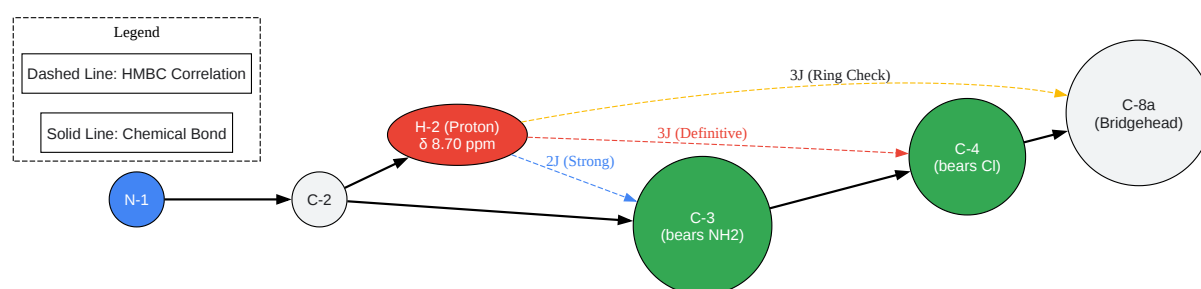 Legend
Dashed Line: HMBC Correlation
Solid Line: Chemical Bond
N-1
C-2
H-2 (Proton)
δ 8.70 ppm
2J (Strong)
3J (Definitive)
3J (Ring Check)
C-3
(bears NH2)
C-4
(bears Cl)
C-8a
(Bridgehead)